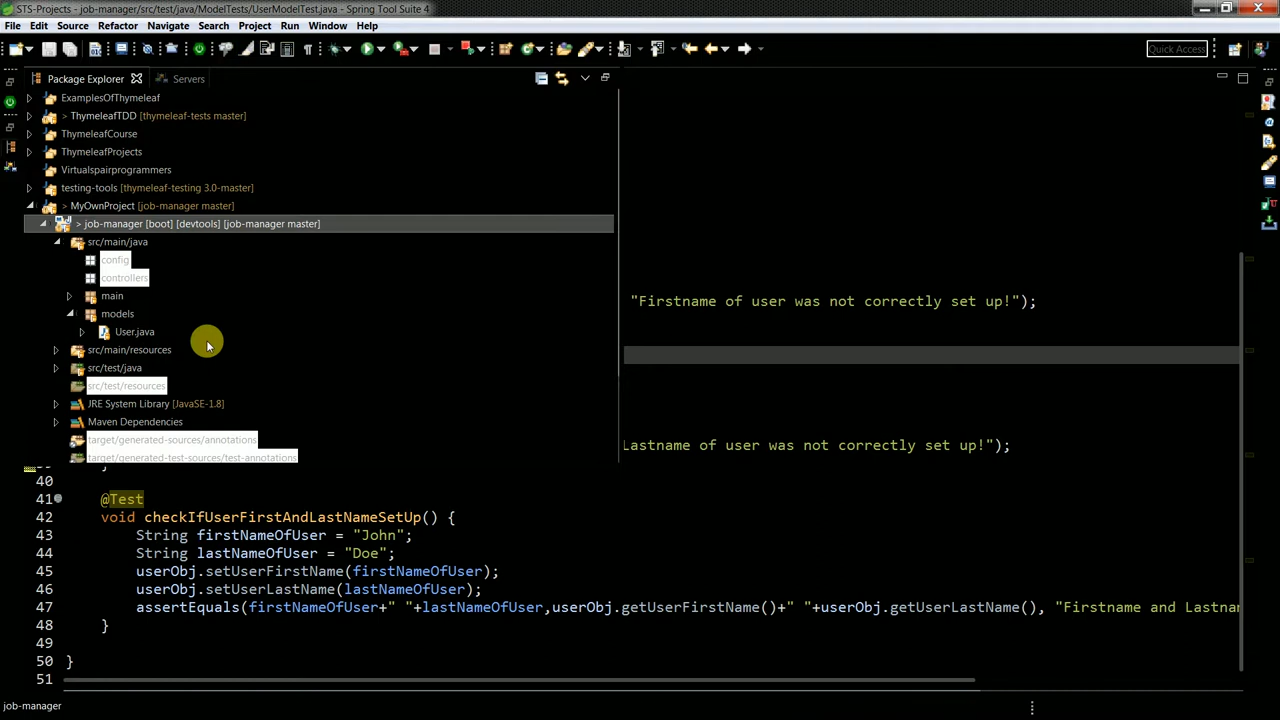 STS-Projects - job-manager/src/test/java/ModelTests/UserModelTest.java - Spring Tool Suite 4
File Edit Source Refactor Navigate Search Project Run Window Help
Quick Access
Package Explorer Servers
ExamplesOfThymeleaf
> ThymeleafTDD [thymeleaf-tests master]
ThymeleafCourse
ThymeleafProjects
Virtualspairprogrammers
testing-tools [thymeleaf-testing 3.0-master]
> MyOwnProject [job-manager master]
> job-manager [boot] [devtools] [job-manager master]
src/main/java
config
controllers
main
models
User.java
src/main/resources
src/test/java
src/test/resources
JRE System Library [JavaSE-1.8]
Maven Dependencies
target/generated-sources/annotations
target/generated-test-sources/test-annotations
"Firstname of user was not correctly set up!");
Lastname of user was not correctly set up!");
40
41 @Test
42 void checkIfUserFirstAndLastNameSetUp() {
43 String firstNameOfUser = "John";
44 String lastNameOfUser = "Doe";
45 userObj.setUserFirstName(firstNameOfUser);
46 userObj.setUserLastName(lastNameOfUser);
47 assertEquals(firstNameOfUser+" "+lastNameOfUser,userObj.getUserFirstName()+" "+userObj.getUserLastName(), "Firstname and Lastnam
48 }
49
50 }
51
job-manager